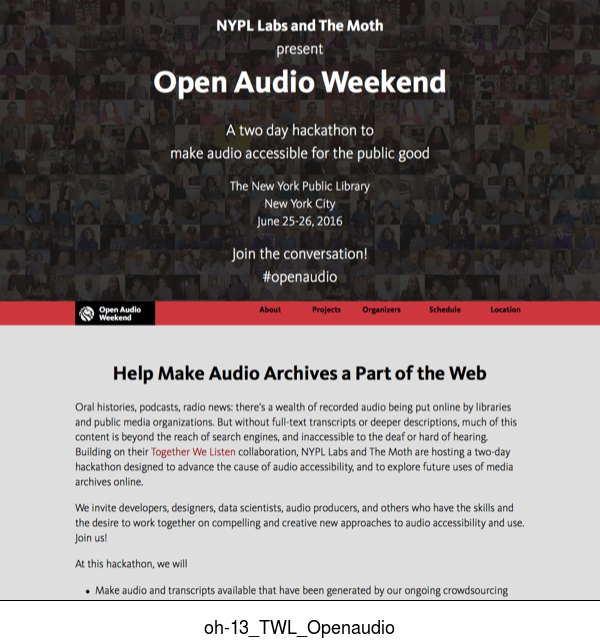 NYPL Labs and The Moth
present
Open Audio Weekend
A two day hackathon to
make audio accessible for the public good
The New York Public Library
New York City
June 25-26, 2016
Join the conversation!
#openaudio
Open Audio
Weekend
About Projects Organizers Schedule Location
Help Make Audio Archives a Part of the Web
Oral histories, podcasts, radio news: there's a wealth of recorded audio being put online by libraries
and public media organizations. But without full-text transcripts or deeper descriptions, much of this
content is beyond the reach of search engines, and inaccessible to the deaf or hard of hearing.
Building on their Together We Listen collaboration, NYPL Labs and The Moth are hosting a two-day
hackathon designed to advance the cause of audio accessibility, and to explore future uses of media
archives online.
We invite developers, designers, data scientists, audio producers, and others who have the skills and
the desire to work together on compelling and creative new approaches to audio accessibility and use.
Join us!
At this hackathon, we will
• Make audio and transcripts available that have been generated by our ongoing crowdsourcing
oh-13_TWL_Openaudio